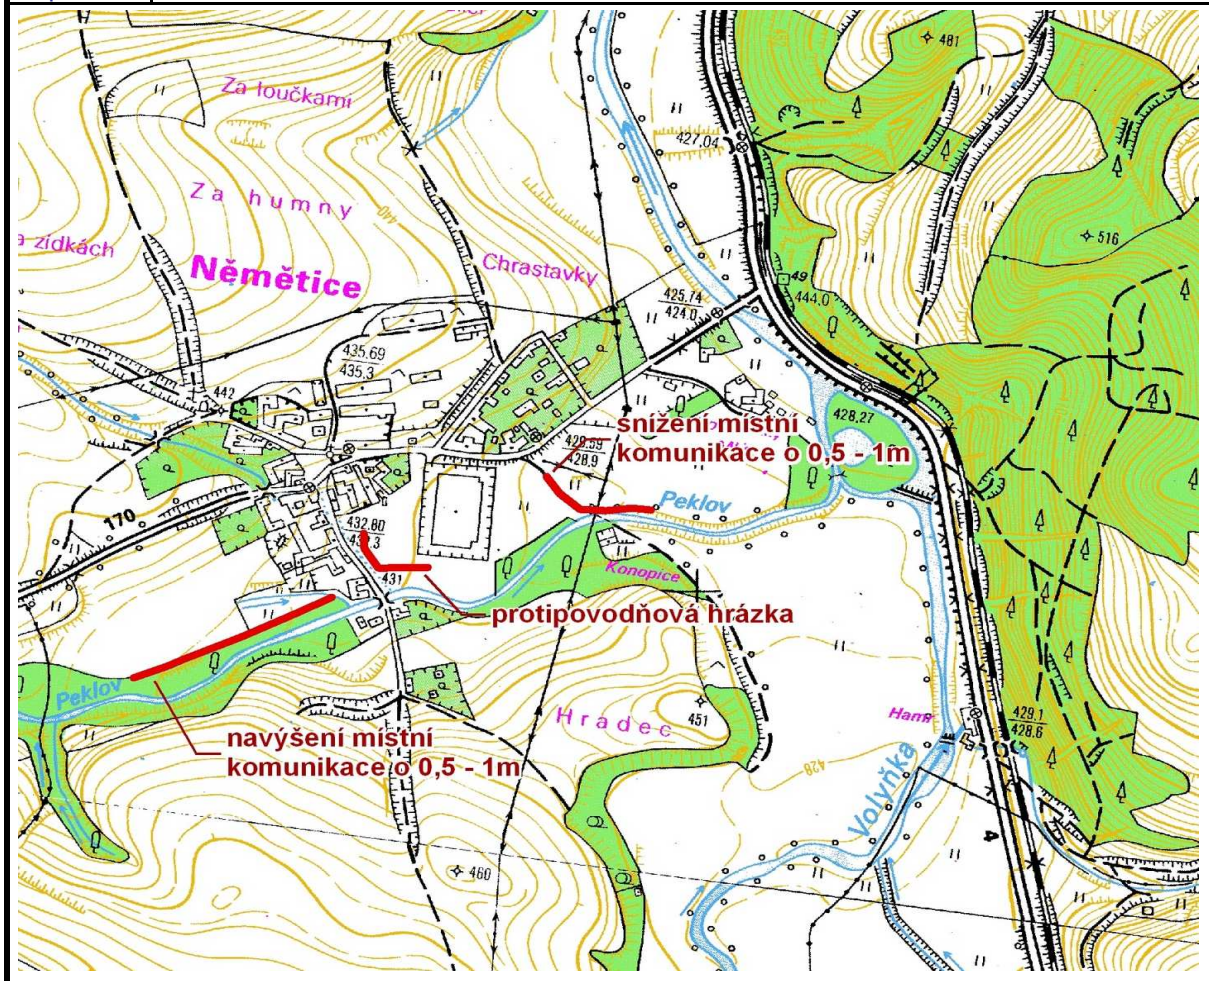 481
Za loučkami
427,04
Za humny
440
516
a zídkách
Němětice
Chrastavky
49
444.0
425.74
424.0
435.69
435.3
442
428,27
snížení místní
komunikace o 0,5 - 1m
428,9
Peklov
170
432.80
431
Konopice
protipovodňová hrázka
Peklov
451
Hrádec
Hamr
429.1
428.6
navýšení místní
komunikace o 0,5 - 1m
428
Volyňka
4
460